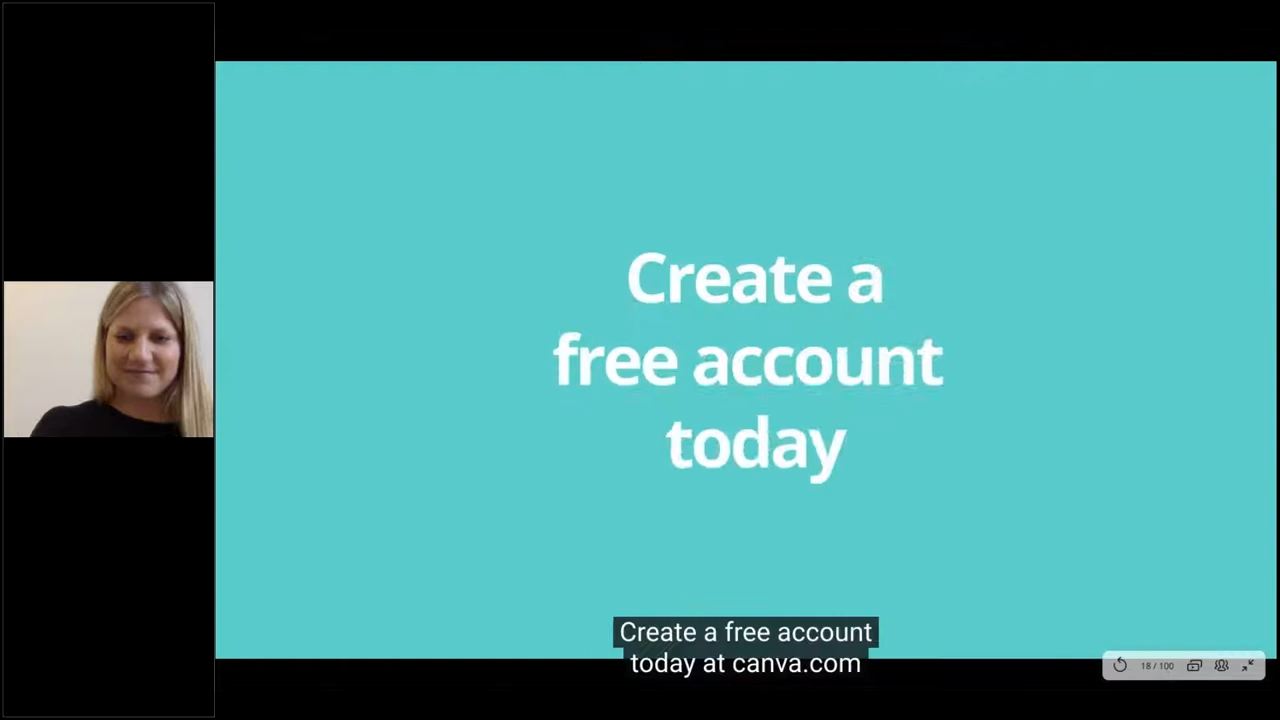 Create a
free account
today
Create a free account
today at canva.com
18 / 100